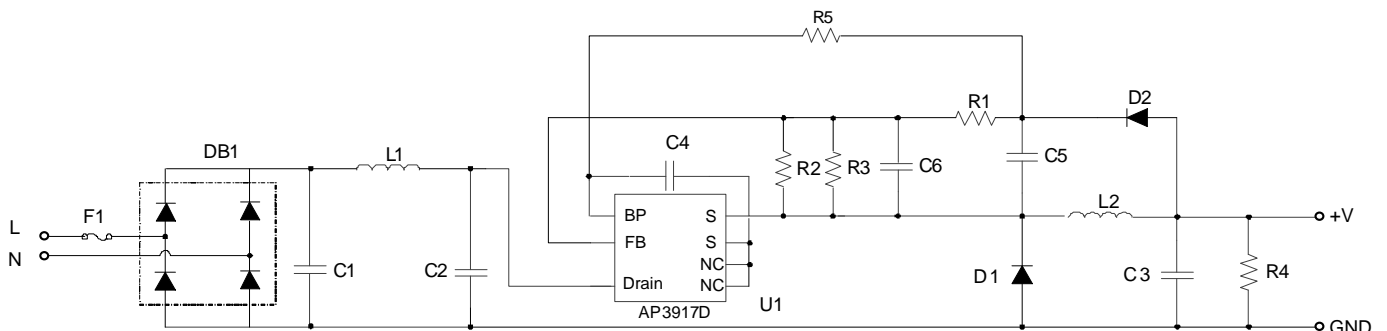 R5
R1
D2
C4
DB1
L1
R2
R3
C6
C5
L2
F1
L
N
BP
S
FB
S
NC
Drain
NC
+V
C1
C2
D1
C3
R4
U1
AP3917D
GND